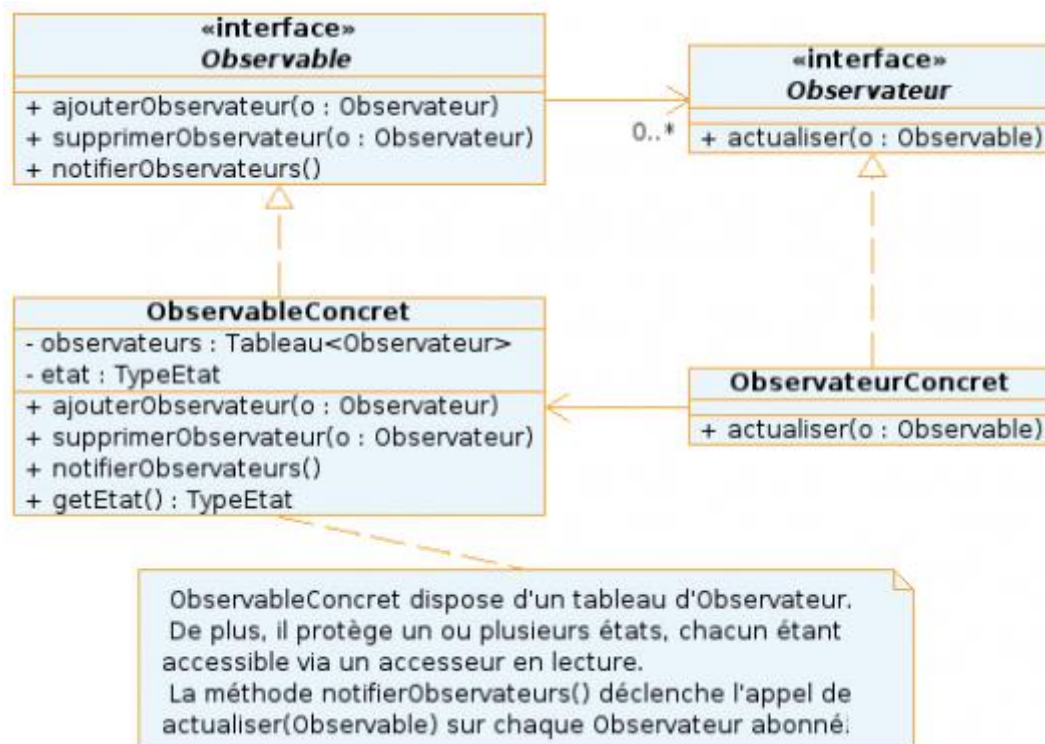 «interface»
Observable
+ ajouterObservateur(o : Observateur)
+ supprimerObservateur(o : Observateur)
+ notifierObservateurs()
0..*
«interface»
Observateur
+ actualiser(o : Observable)
ObservableConcret
- observateurs : Tableau<Observateur>
- etat : TypeEtat
+ ajouterObservateur(o : Observateur)
+ supprimerObservateur(o : Observateur)
+ notifierObservateurs()
+ getEtat() : TypeEtat
ObservateurConcret
+ actualiser(o : Observable)
ObservableConcret dispose d'un tableau d'Observateur.
De plus, il protège un ou plusieurs états, chacun étant
accessible via un accesseur en lecture.
La méthode notifierObservateurs() déclenche l'appel de
actualiser(Observable) sur chaque Observateur abonné.